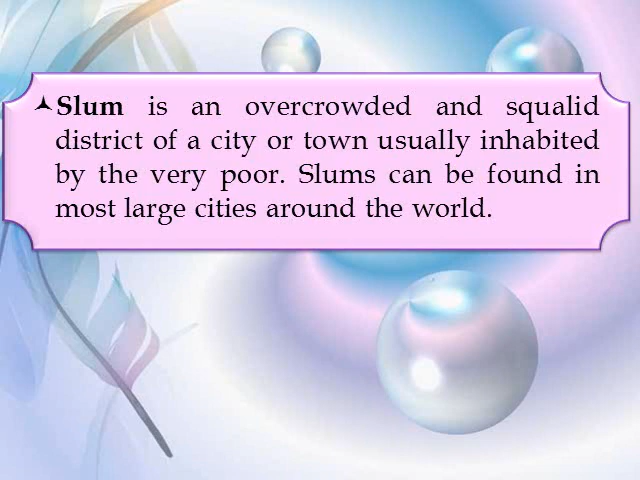 Slum is an overcrowded and squalid
district of a city or town usually inhabited
by the very poor. Slums can be found in
most large cities around the world.